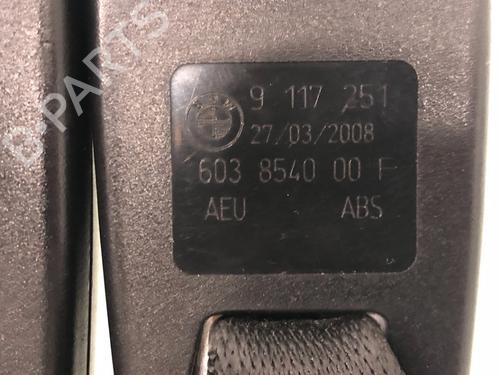 B-PARTS
9 117 251
27/03/2008
603 8540 00 F
AEU ABS